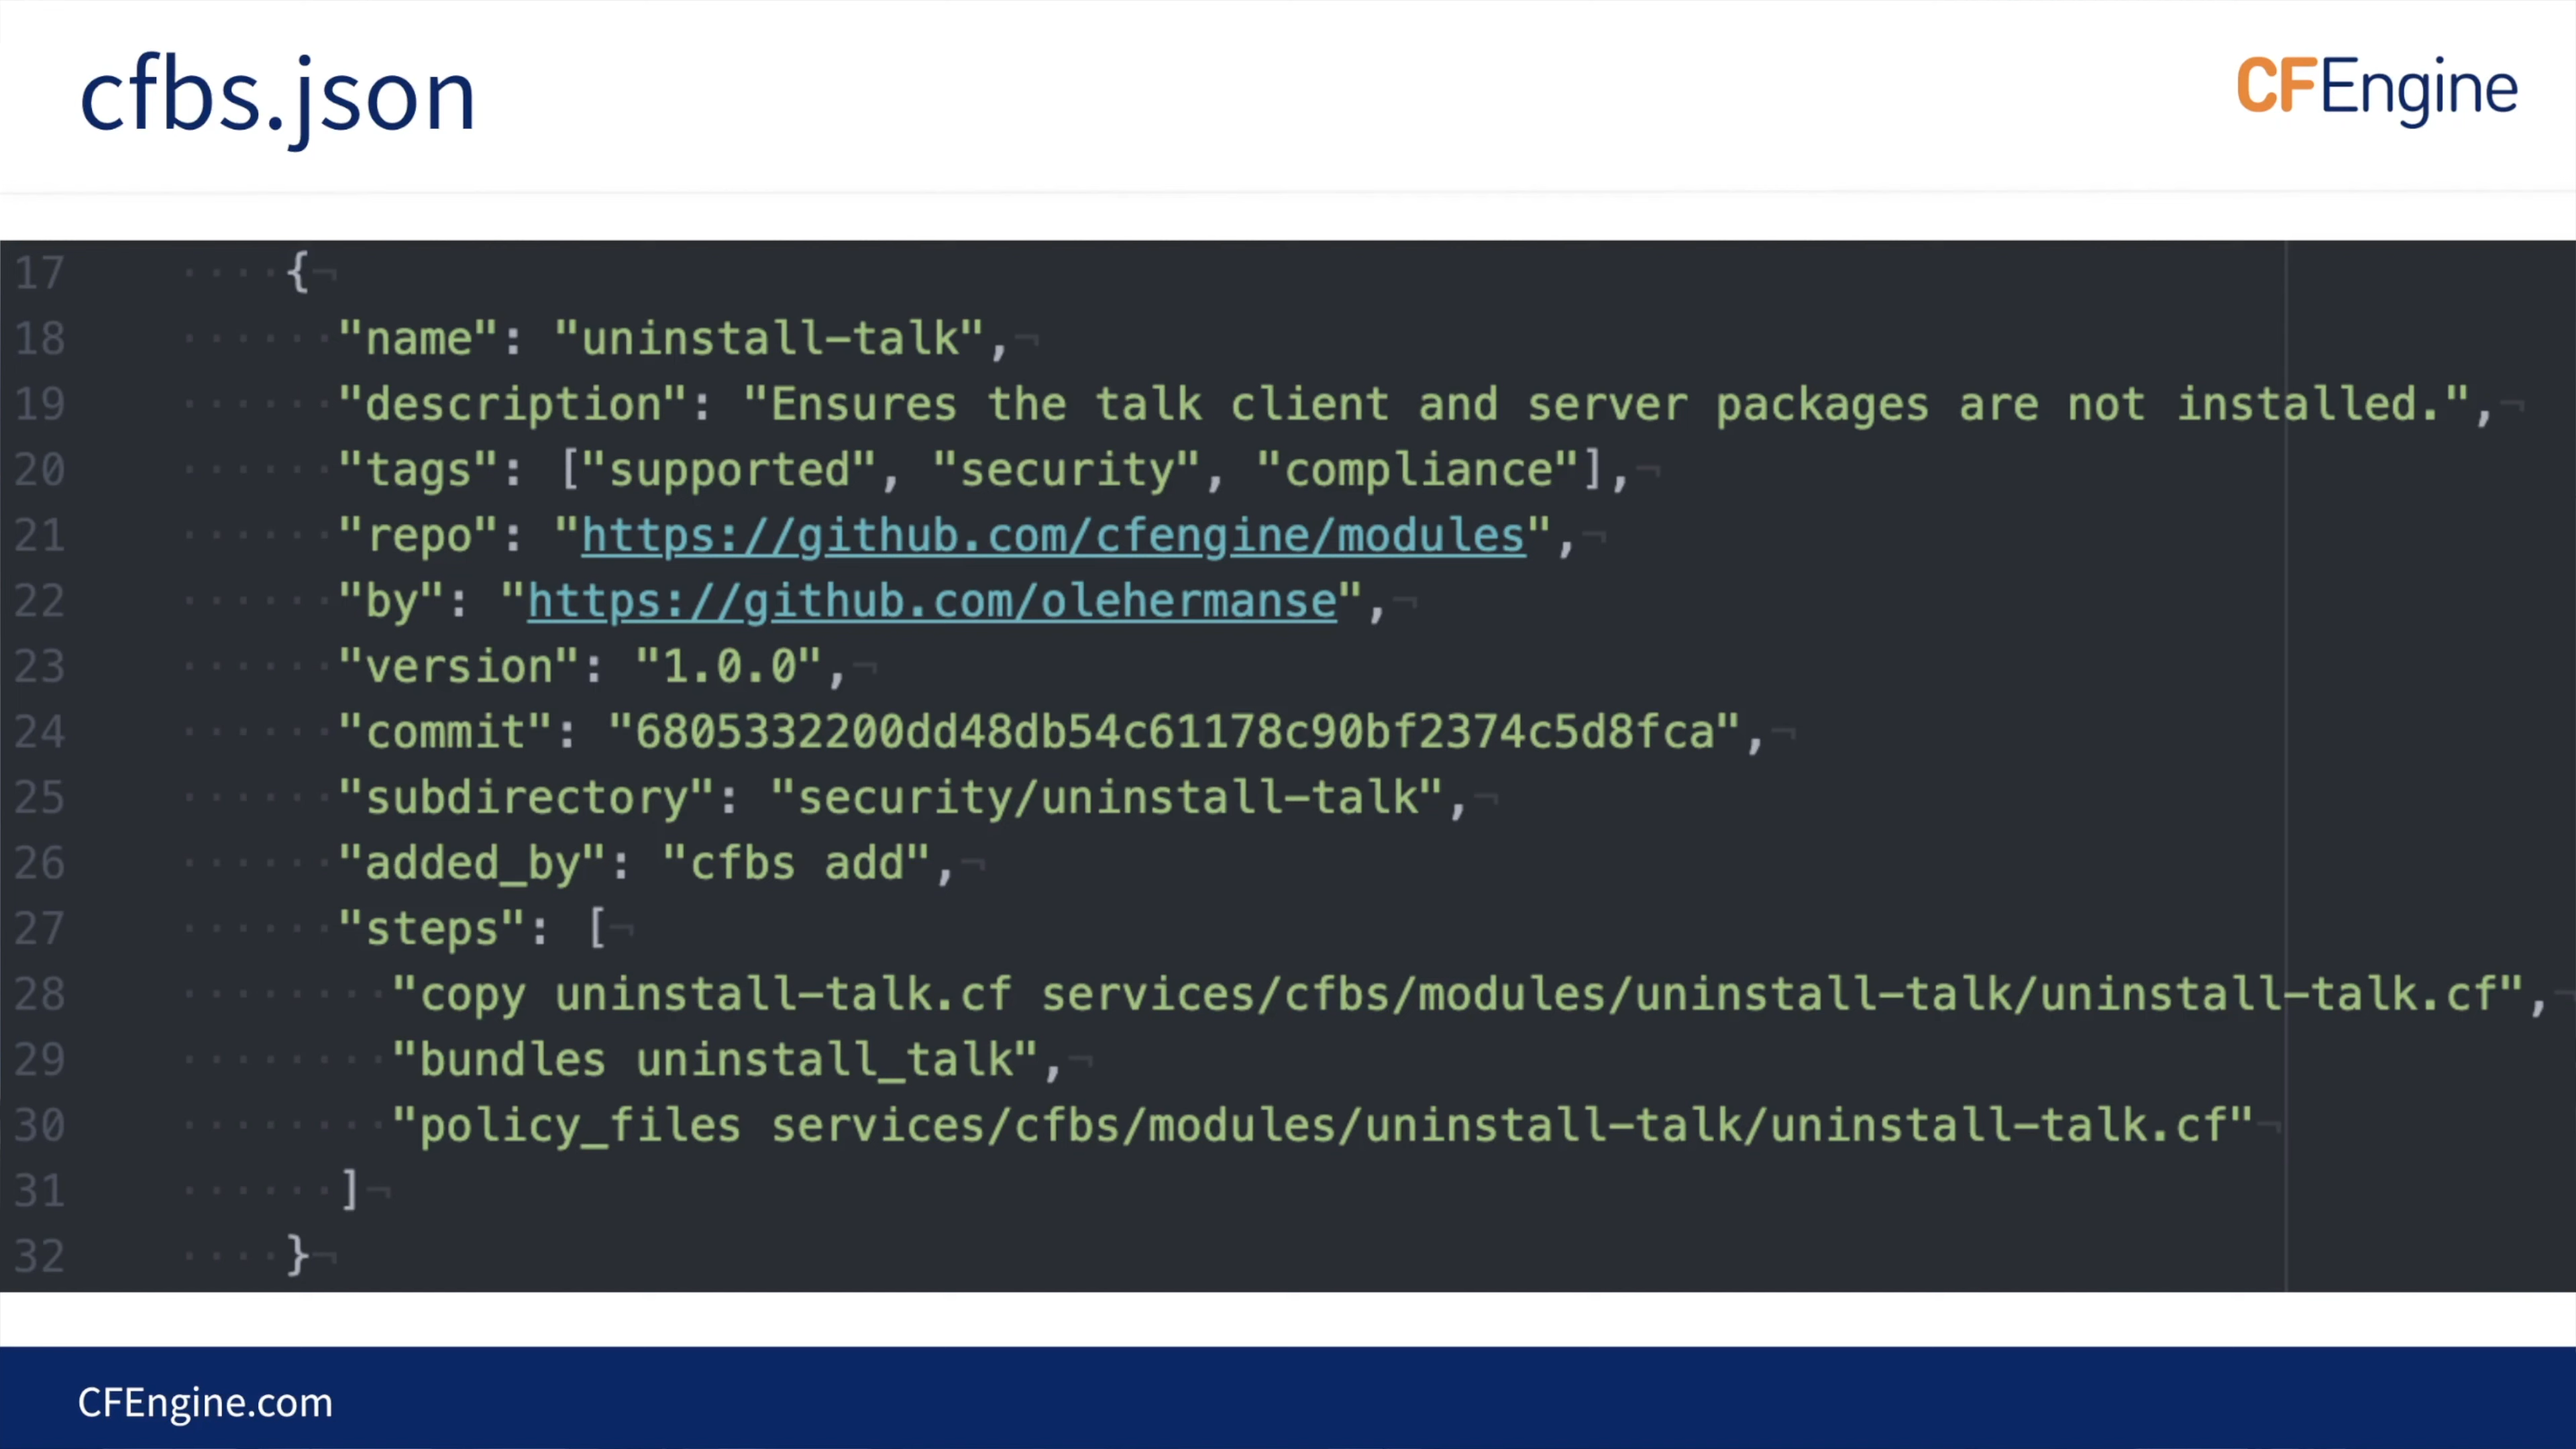 cfbs.json
CFEngine
17 {
18 "name": "uninstall-talk",
19 "description": "Ensures the talk client and server packages are not installed.",
20 "tags": ["supported", "security", "compliance"],
21 "repo": "https://github.com/cfengine/modules",
22 "by": "https://github.com/olehermanse",
23 "version": "1.0.0",
24 "commit": "6805332200dd48db54c61178c90bf2374c5d8fca",
25 "subdirectory": "security/uninstall-talk",
26 "added_by": "cfbs add",
27 "steps": [
28 "copy uninstall-talk.cf services/cfbs/modules/uninstall-talk/uninstall-talk.cf",
29 "bundles uninstall_talk",
30 "policy_files services/cfbs/modules/uninstall-talk/uninstall-talk.cf"
31 ]
32 }
CFEngine.com